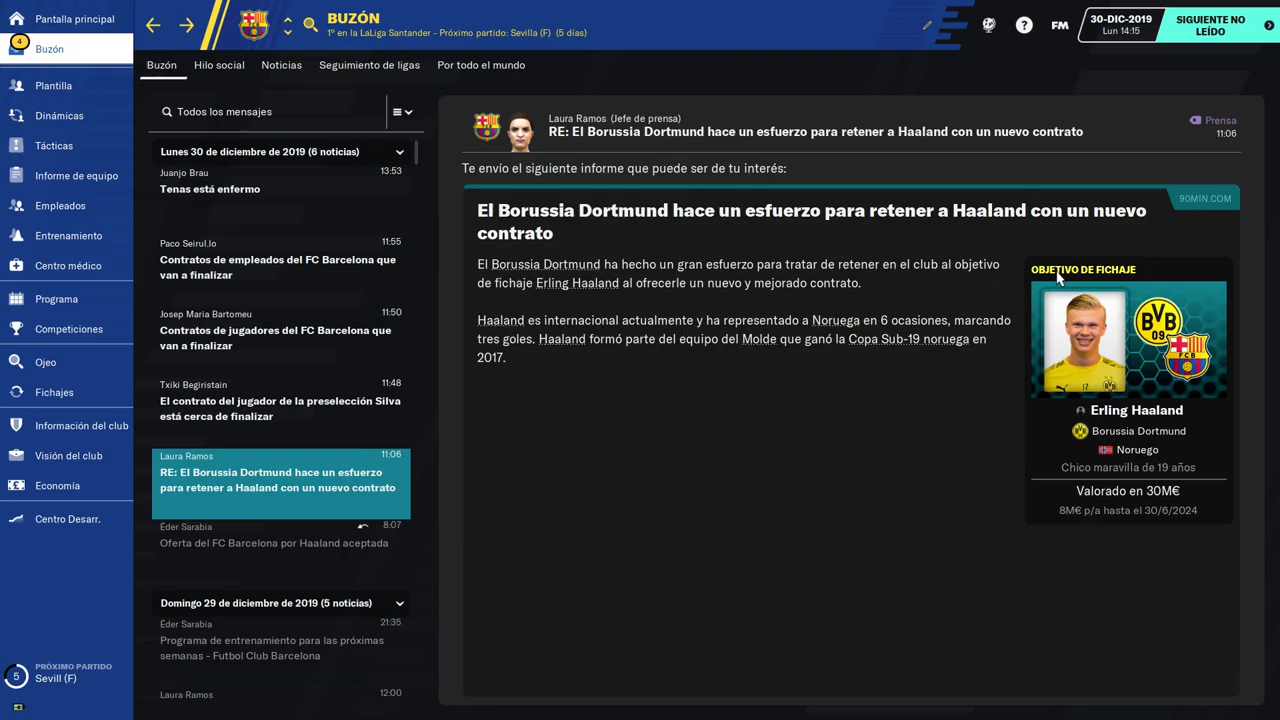 Pantalla principal
4
Buzón
Plantilla
Dinámicas
Tácticas
Informe de equipo
Empleados
Entrenamiento
Centro médico
Programa
Competiciones
Ojeo
Fichajes
Información del club
Visión del club
Economía
Centro Desarr.
PRÓXIMO PARTIDO
5
Sevill (F)
BUZÓN
1º en la LaLiga Santander - Próximo partido: Sevilla (F) (5 días)
?
FM
30-DIC-2019
Lun 14:15
SIGUIENTE NO
LEÍDO
Buzón Hilo social Noticias Seguimiento de ligas Por todo el mundo
Todos los mensajes
Lunes 30 de diciembre de 2019 (6 noticias)
Juanjo Brau 13:53
Tenas está enfermo
Paco Seirul.lo 11:55
Contratos de empleados del FC Barcelona que
van a finalizar
Josep Maria Bartomeu 11:50
Contratos de jugadores del FC Barcelona que
van a finalizar
Txiki Begiristain 11:48
El contrato del jugador de la preselección Silva
está cerca de finalizar
Laura Ramos 11:06
RE: El Borussia Dortmund hace un esfuerzo
para retener a Haaland con un nuevo contrato
Éder Sarabia 8:07
Oferta del FC Barcelona por Haaland aceptada
Domingo 29 de diciembre de 2019 (5 noticias)
Éder Sarabia 21:35
Programa de entrenamiento para las próximas
semanas - Futbol Club Barcelona
Laura Ramos 12:00
Laura Ramos (Jefe de prensa)
RE: El Borussia Dortmund hace un esfuerzo para retener a Haaland con un nuevo contrato
Prensa
11:06
Te envío el siguiente informe que puede ser de tu interés:
90MIN.COM
El Borussia Dortmund hace un esfuerzo para retener a Haaland con un nuevo
contrato
El Borussia Dortmund ha hecho un gran esfuerzo para tratar de retener en el club al objetivo
de fichaje Erling Haaland al ofrecerle un nuevo y mejorado contrato.
Haaland es internacional actualmente y ha representado a Noruega en 6 ocasiones, marcando
tres goles. Haaland formó parte del equipo del Molde que ganó la Copa Sub-19 noruega en
2017.
OBJETIVO DE FICHAJE
BVB
09
FCB
Erling Haaland
Borussia Dortmund
Noruego
Chico maravilla de 19 años
Valorado en 30M€
8M€ p/a hasta el 30/6/2024